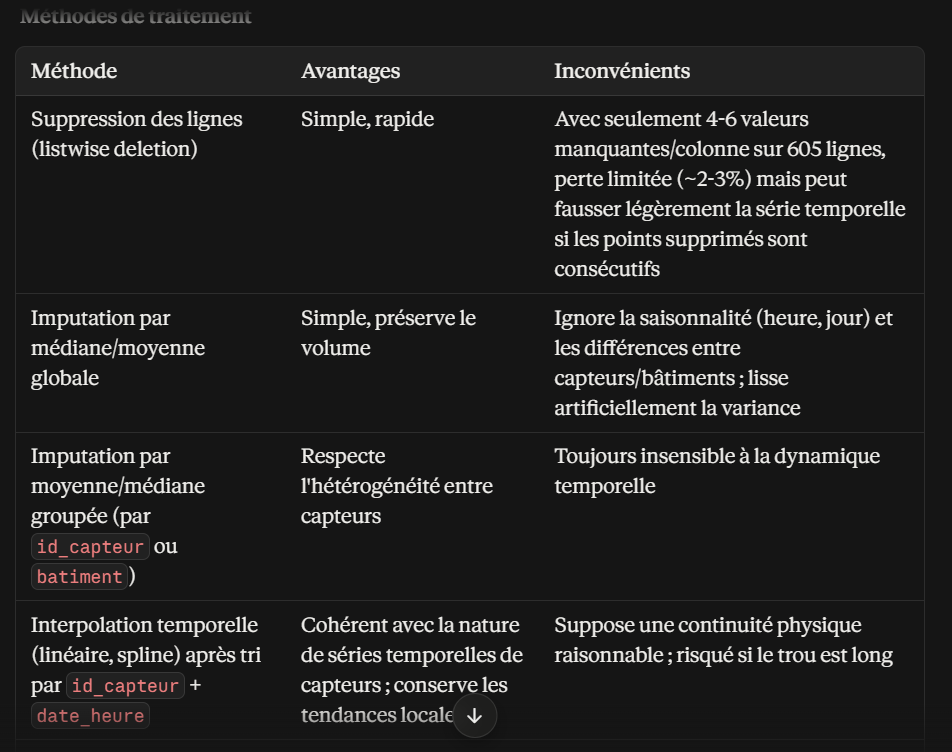 Méthodes de traitement
Méthode Avantages Inconvénients
Suppression des lignes
(listwise deletion)
Simple, rapide
Avec seulement 4-6 valeurs
manquantes/colonne sur 605 lignes,
perte limitée (~2-3%) mais peut
fausser légèrement la série temporelle
si les points supprimés sont
consécutifs
Imputation par
médiane/moyenne
globale
Simple, préserve le
volume
Ignore la saisonnalité (heure, jour) et
les différences entre
capteurs/bâtiments ; lisse
artificiellement la variance
Imputation par
moyenne/médiane
groupée (par
id_capteur ou
batiment)
Respecte
l'hétérogénéité entre
capteurs
Toujours insensible à la dynamique
temporelle
Interpolation temporelle
(linéaire, spline) après tri
par id_capteur +
date_heure
Cohérent avec la nature
de séries temporelles de
capteurs ; conserve les
tendances locale
Suppose une continuité physique
raisonnable ; risqué si le trou est long